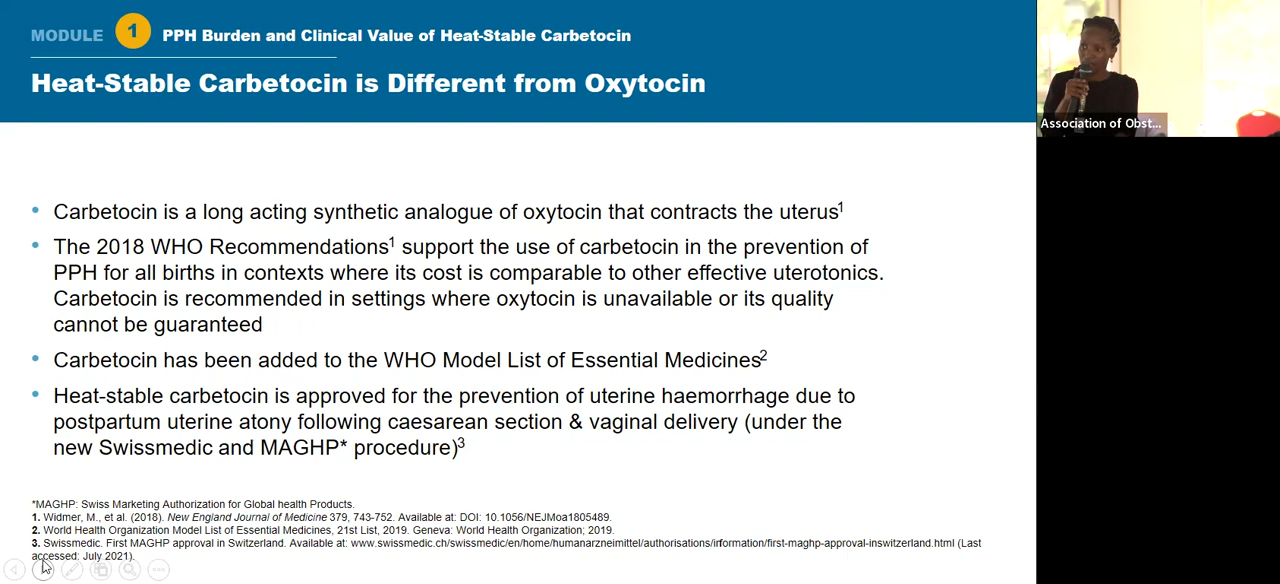 MODULE 1 PPH Burden and Clinical Value of Heat-Stable Carbetocin
Heat-Stable Carbetocin is Different from Oxytocin
Association of Obst...
• Carbetocin is a long acting synthetic analogue of oxytocin that contracts the uterus1
• The 2018 WHO Recommendations1 support the use of carbetocin in the prevention of
PPH for all births in contexts where its cost is comparable to other effective uterotonics.
Carbetocin is recommended in settings where oxytocin is unavailable or its quality
cannot be guaranteed
• Carbetocin has been added to the WHO Model List of Essential Medicines2
• Heat-stable carbetocin is approved for the prevention of uterine haemorrhage due to
postpartum uterine atony following caesarean section & vaginal delivery (under the
new Swissmedic and MAGHP* procedure)3
*MAGHP: Swiss Marketing Authorization for Global health Products.
1. Widmer, M., et al. (2018). New England Journal of Medicine 379, 743-752. Available at: DOI: 10.1056/NEJMoa1805489.
2. World Health Organization Model List of Essential Medicines, 21st List, 2019. Geneva: World Health Organization; 2019.
3. Swissmedic. First MAGHP approval in Switzerland. Available at: www.swissmedic.ch/swissmedic/en/home/humanarzneimittel/authorisations/information/first-maghp-approval-inswitzerland.html (Last
accessed: July 2021).